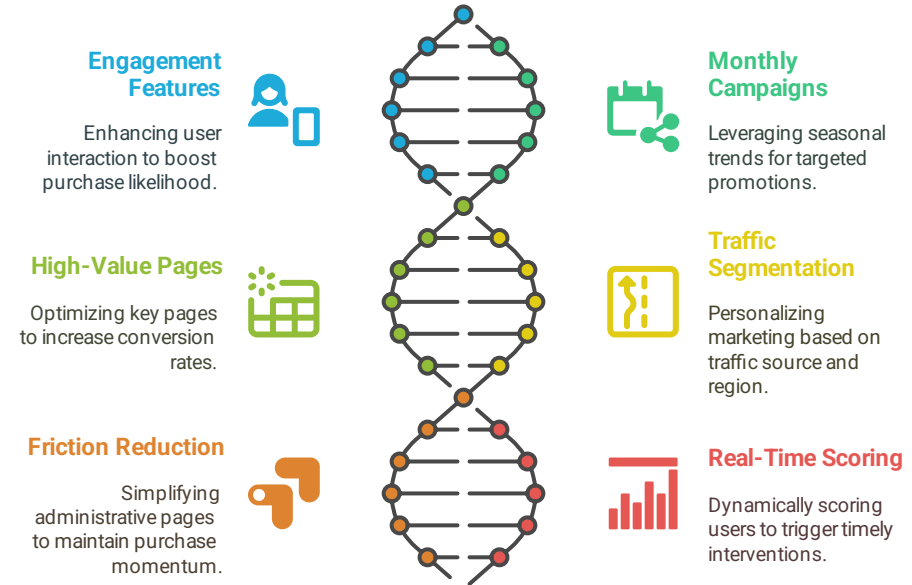 Engagement
Features
Enhancing user
interaction to boost
purchase likelihood.
Monthly
Campaigns
Leveraging seasonal
trends for targeted
promotions.
High-Value Pages
Optimizing key pages
to increase conversion
rates.
Traffic
Segmentation
Personalizing
marketing based on
traffic source and
region.
Friction Reduction
Simplifying
administrative pages
to maintain purchase
momentum.
Real-Time Scoring
Dynamically scoring
users to trigger timely
interventions.